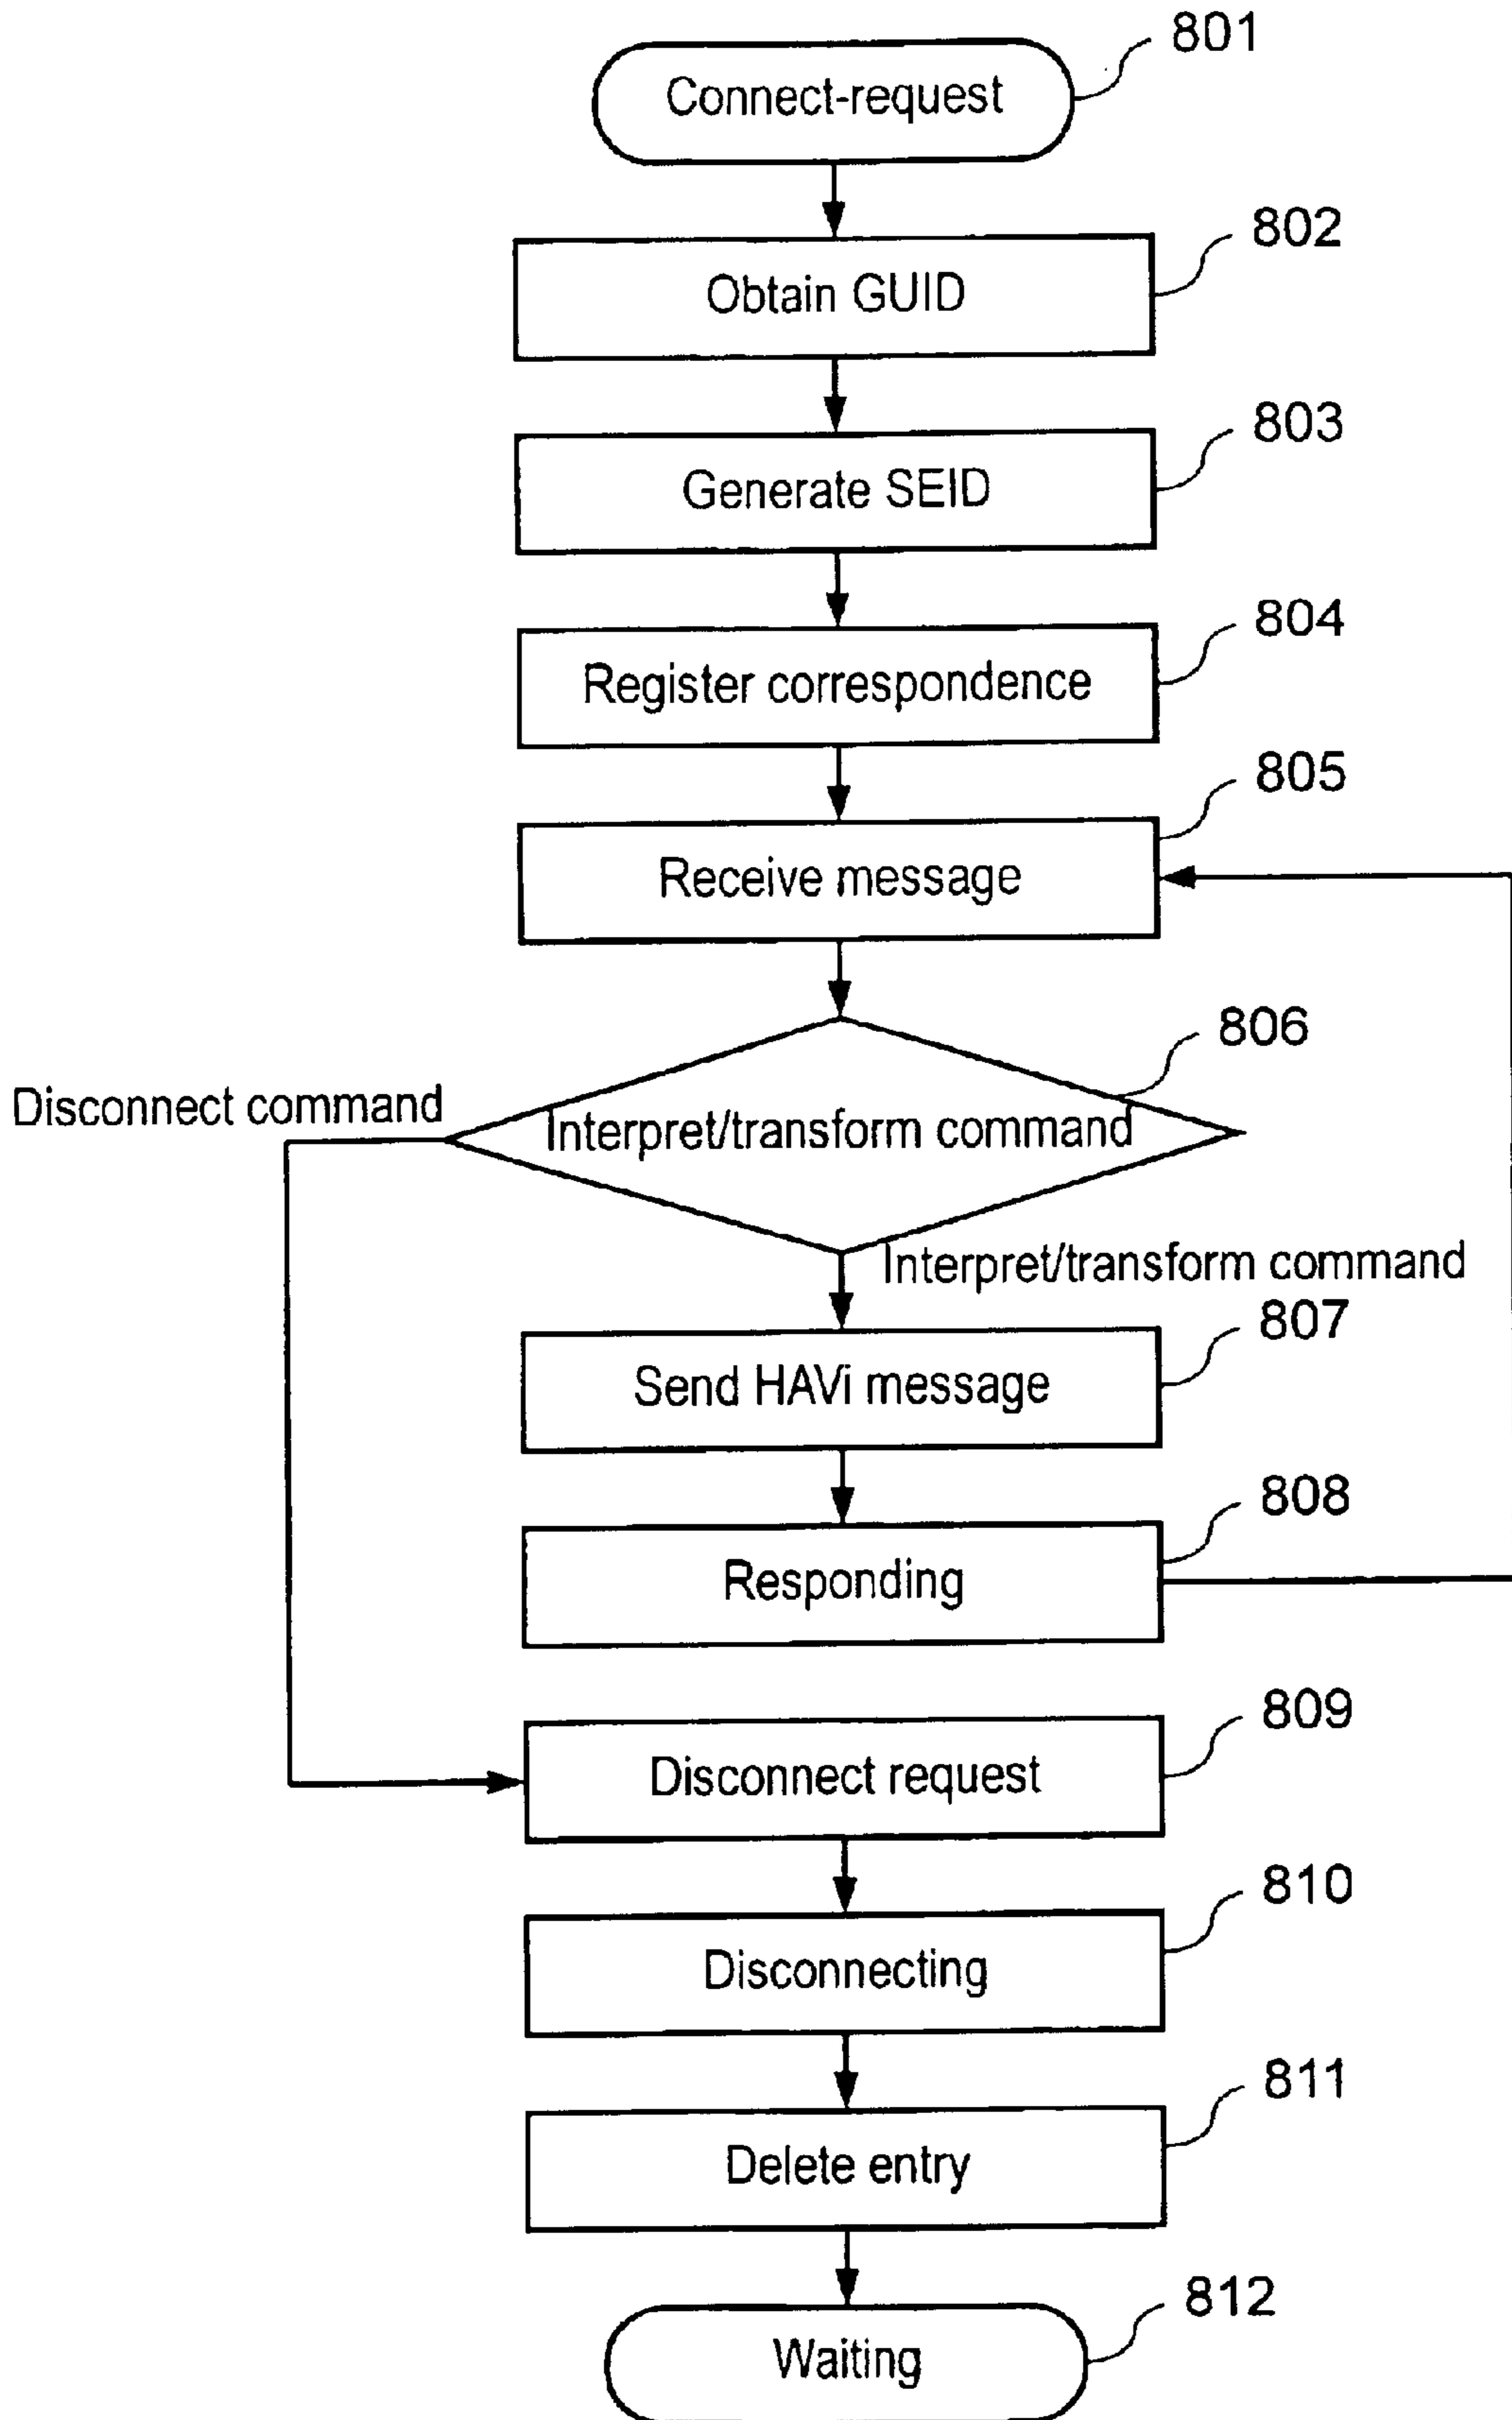 801
Connect-request
802
Obtain GUID
803
Generate SEID
804
Register correspondence
805
Receive message
806
Disconnect command
Interpret/transform command
Interpret/transform command
807
Send HAVi message
808
Responding
809
Disconnect request
810
Disconnecting
811
Delete entry
812
Waiting